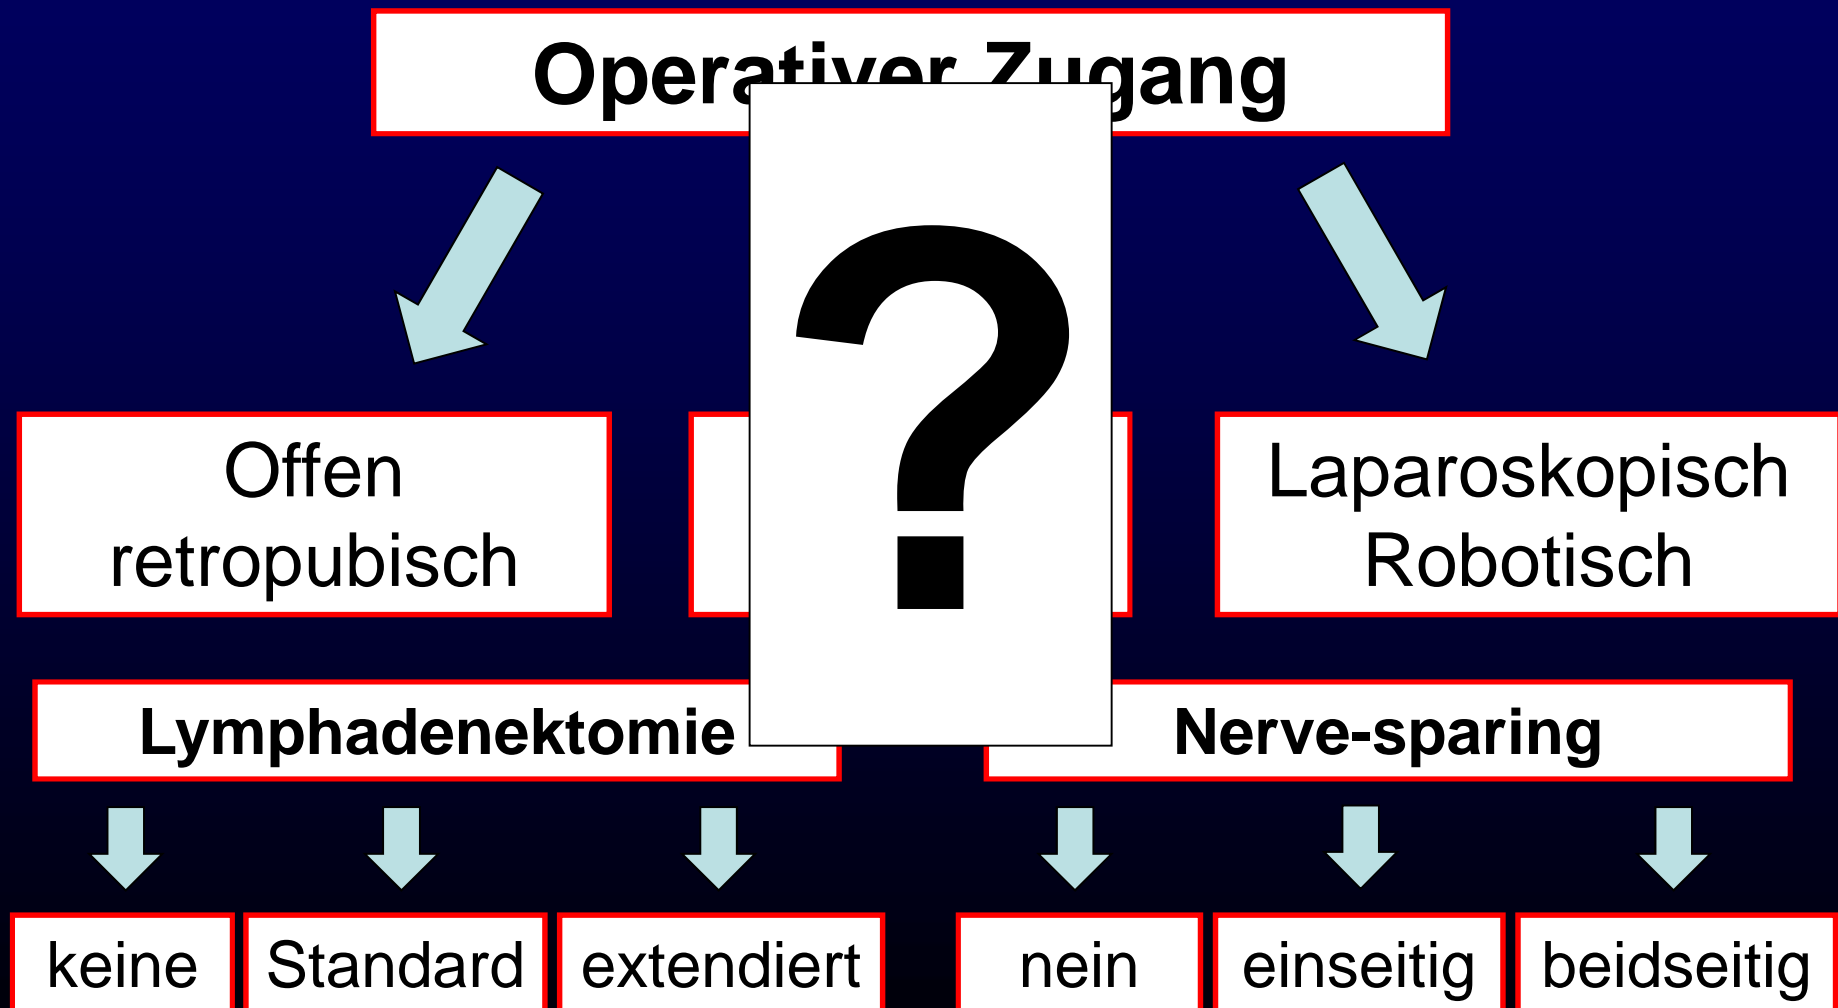 Operativer Zugang
?
Offen
retropubisch
Laparoskopisch
Robotisch
Lymphadenektomie
Nerve-sparing
keine
Standard
extendiert
nein
einseitig
beidseitig